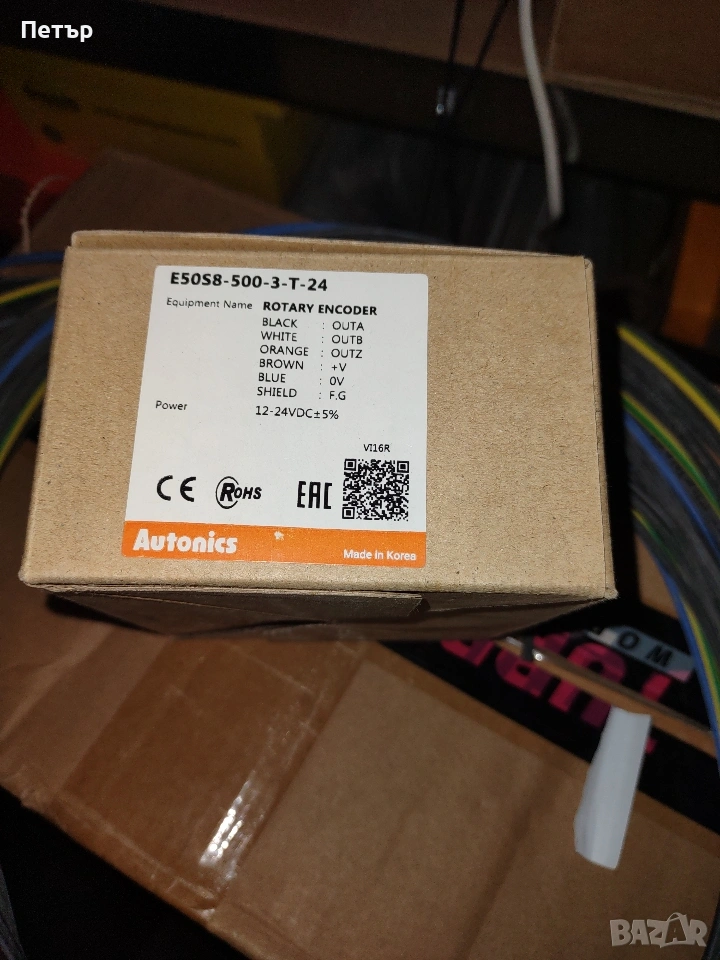 Петър
E50S8-500-3-T-24
Equipment Name ROTARY ENCODER
BLACK : OUTA
WHITE : OUTB
ORANGE : OUTZ
BROWN : +V
BLUE : 0V
SHIELD : F.G
Power 12-24VDC±5%
VI16R
CE RoHS EAC
Autonics
Made in Korea
BAZAR